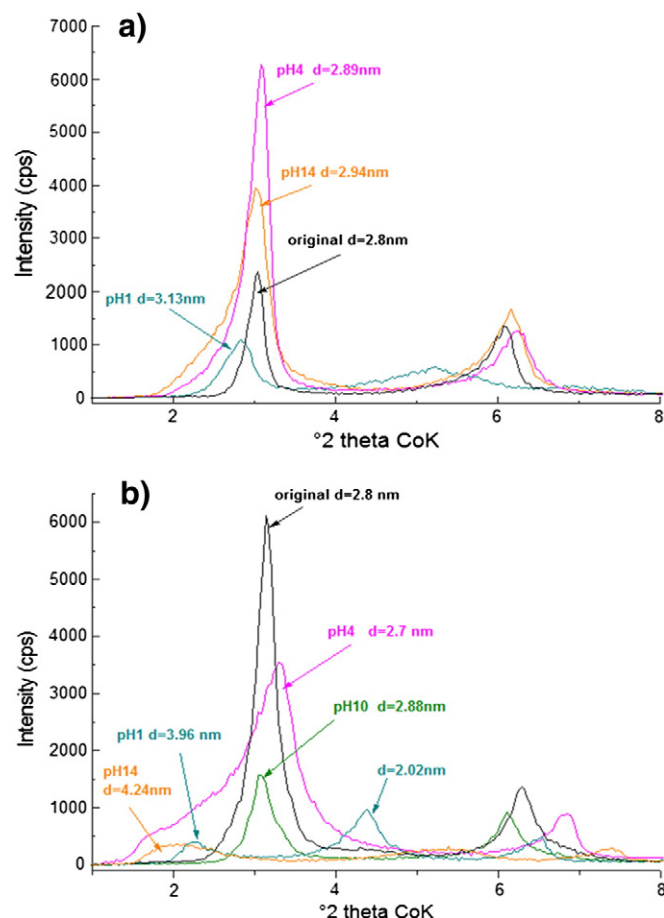 a)
7000
6000
5000
4000
3000
2000
1000
0
Intensity (cps)
pH4 d=2.89nm
pH14 d=2.94nm
original d=2.8nm
pH1 d=3.13nm
2 4 6 8
°2 theta CoK
b)
6000
5000
4000
3000
2000
1000
0
Intensity (cps)
original d=2.8 nm
pH4 d=2.7 nm
pH10 d=2.88nm
pH1 d=3.96 nm
d=2.02nm
pH14
d=4.24nm
2 4 6 8
°2 theta CoK